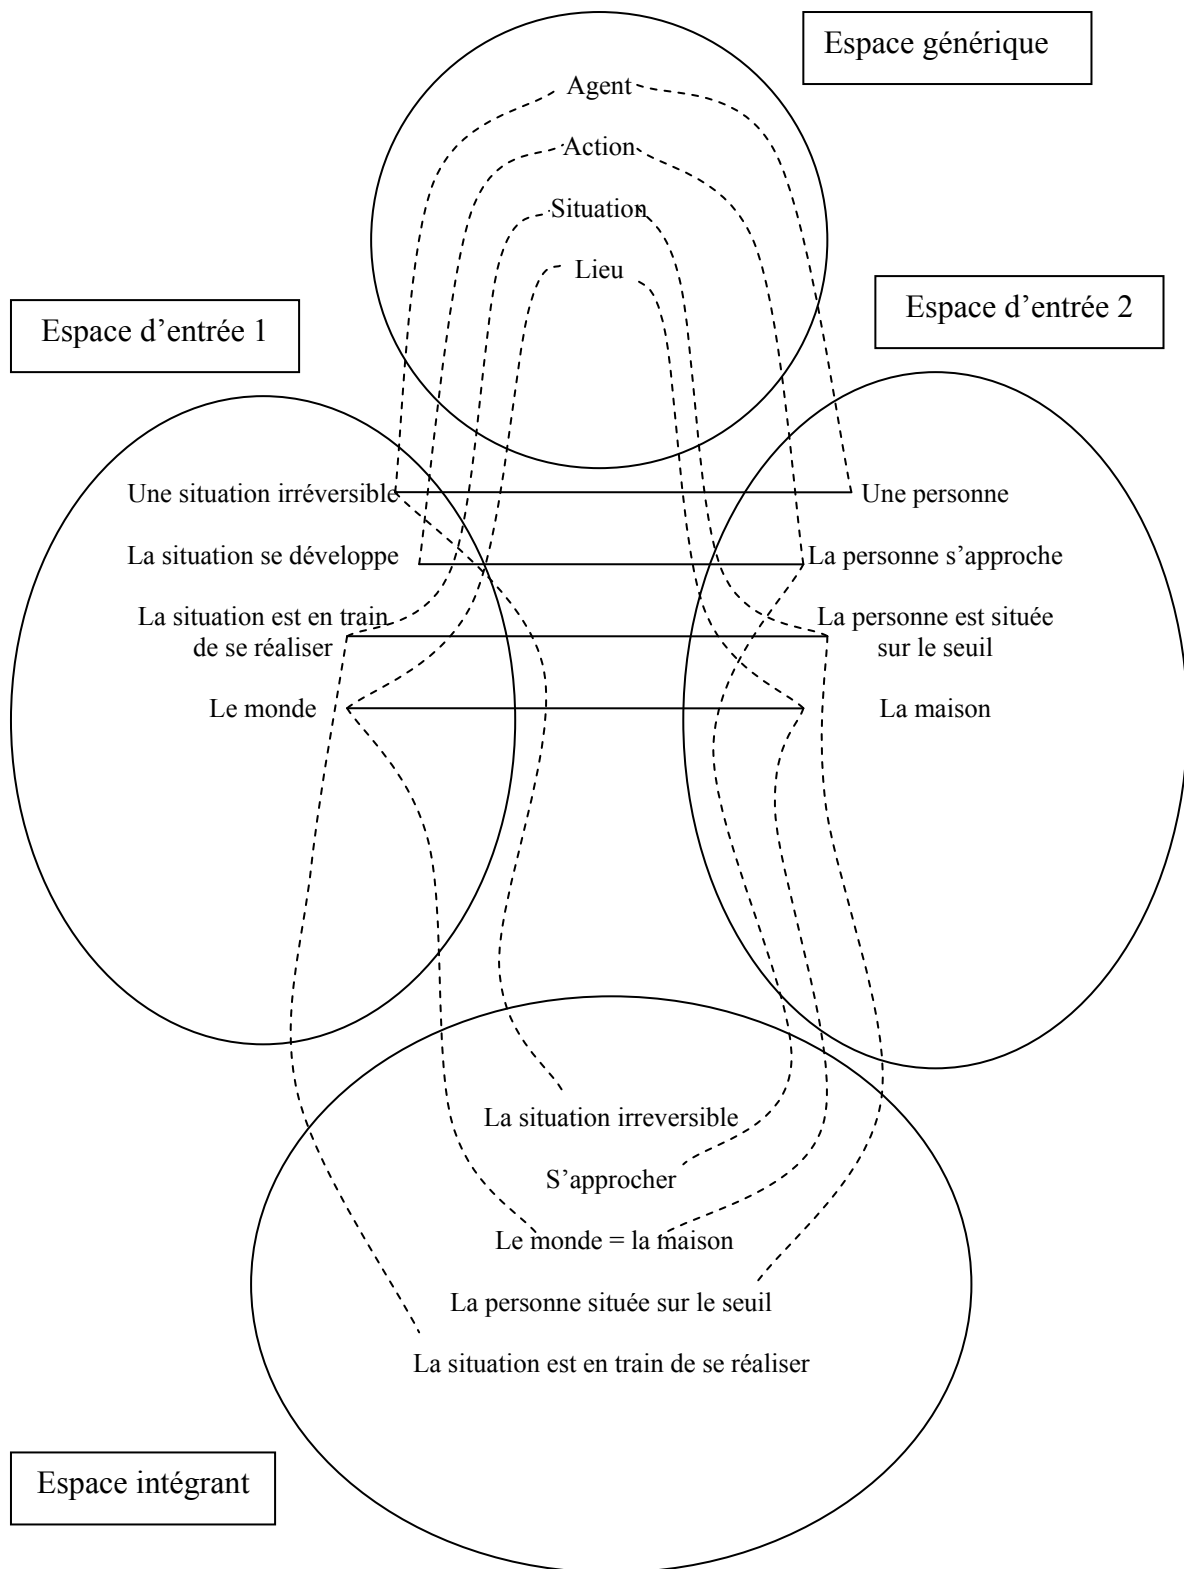 Espace générique
Agent
Action
Situation
Lieu
Espace d’entrée 1
Espace d’entrée 2
Une situation irréversible
Une personne
La situation se développe
La personne s’approche
La situation est en train
de se réaliser
La personne est située
sur le seuil
Le monde
La maison
La situation irreversible
S’approcher
Le monde = la maison
La personne située sur le seuil
La situation est en train de se réaliser
Espace intégrant